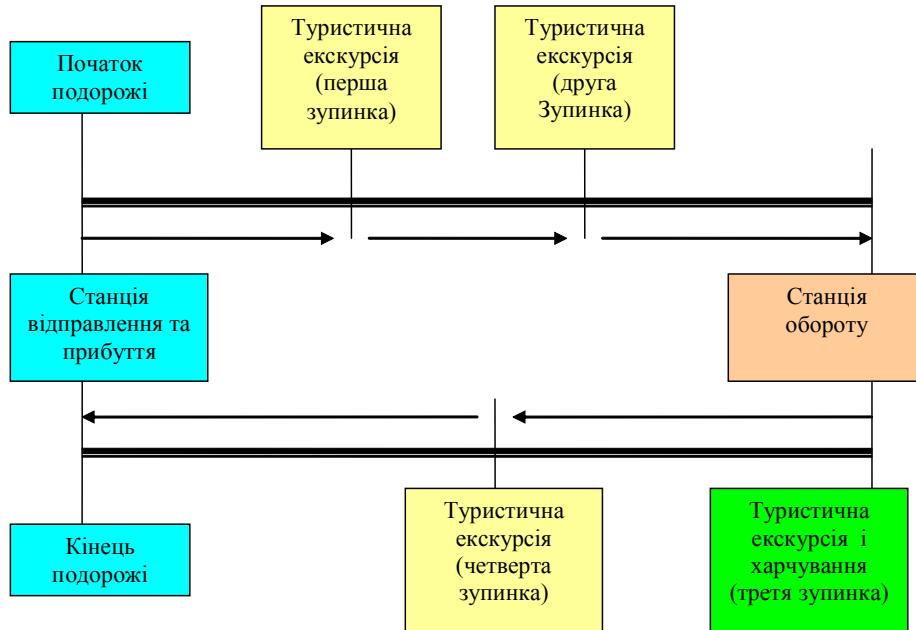 Початок
подорожі
Туристична
екскурсія
(перша
зупинка)
Туристична
екскурсія
(друга
Зупинка)
Станція
відправлення та
прибуття
Станція
обороту
Кінець
подорожі
Туристична
екскурсія
(четверта
зупинка)
Туристична
екскурсія і
харчування
(третя зупинка)